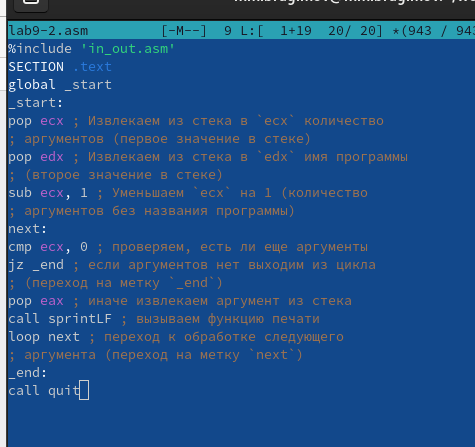 lab9-2.asm [-M--] 9 L:[ 1+19 20/ 20] *(943 / 943
%include 'in_out.asm'
SECTION .text
global _start
_start:
pop ecx ; Извлекаем из стека в `ecx` количество
; аргументов (первое значение в стеке)
pop edx ; Извлекаем из стека в `edx` имя программы
; (второе значение в стеке)
sub ecx, 1 ; Уменьшаем `ecx` на 1 (количество
; аргументов без названия программы)
next:
cmp ecx, 0 ; проверяем, есть ли еще аргументы
jz _end ; если аргументов нет выходим из цикла
; (переход на метку `_end`)
pop eax ; иначе извлекаем аргумент из стека
call sprintLF ; вызываем функцию печати
loop next ; переход к обработке следующего
; аргумента (переход на метку `next`)
_end:
call quit